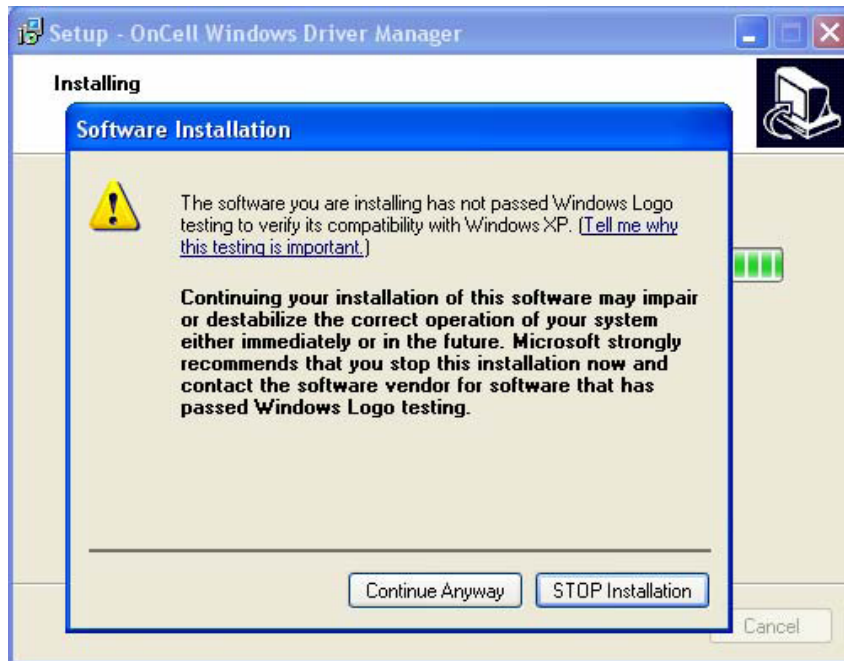 Setup - OnCell Windows Driver Manager
Installing
Software Installation
The software you are installing has not passed Windows Logo
testing to verify its compatibility with Windows XP. (Tell me why
this testing is important.)
Continuing your installation of this software may impair
or destabilize the correct operation of your system
either immediately or in the future. Microsoft strongly
recommends that you stop this installation now and
contact the software vendor for software that has
passed Windows Logo testing.
Continue Anyway STOP Installation
Cancel